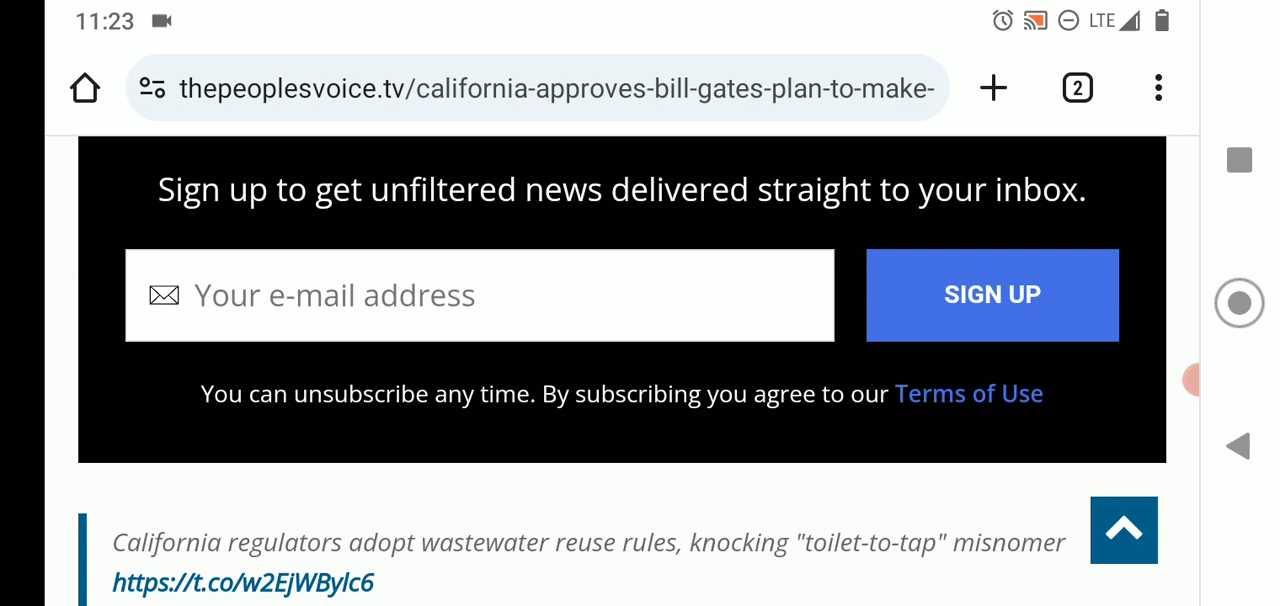 11:23 LTE
thepeoplesvoice.tv/california-approves-bill-gates-plan-to-make- 2
Sign up to get unfiltered news delivered straight to your inbox.
Your e-mail address SIGN UP
You can unsubscribe any time. By subscribing you agree to our Terms of Use
California regulators adopt wastewater reuse rules, knocking "toilet-to-tap" misnomer
https://t.co/w2EjWBylc6